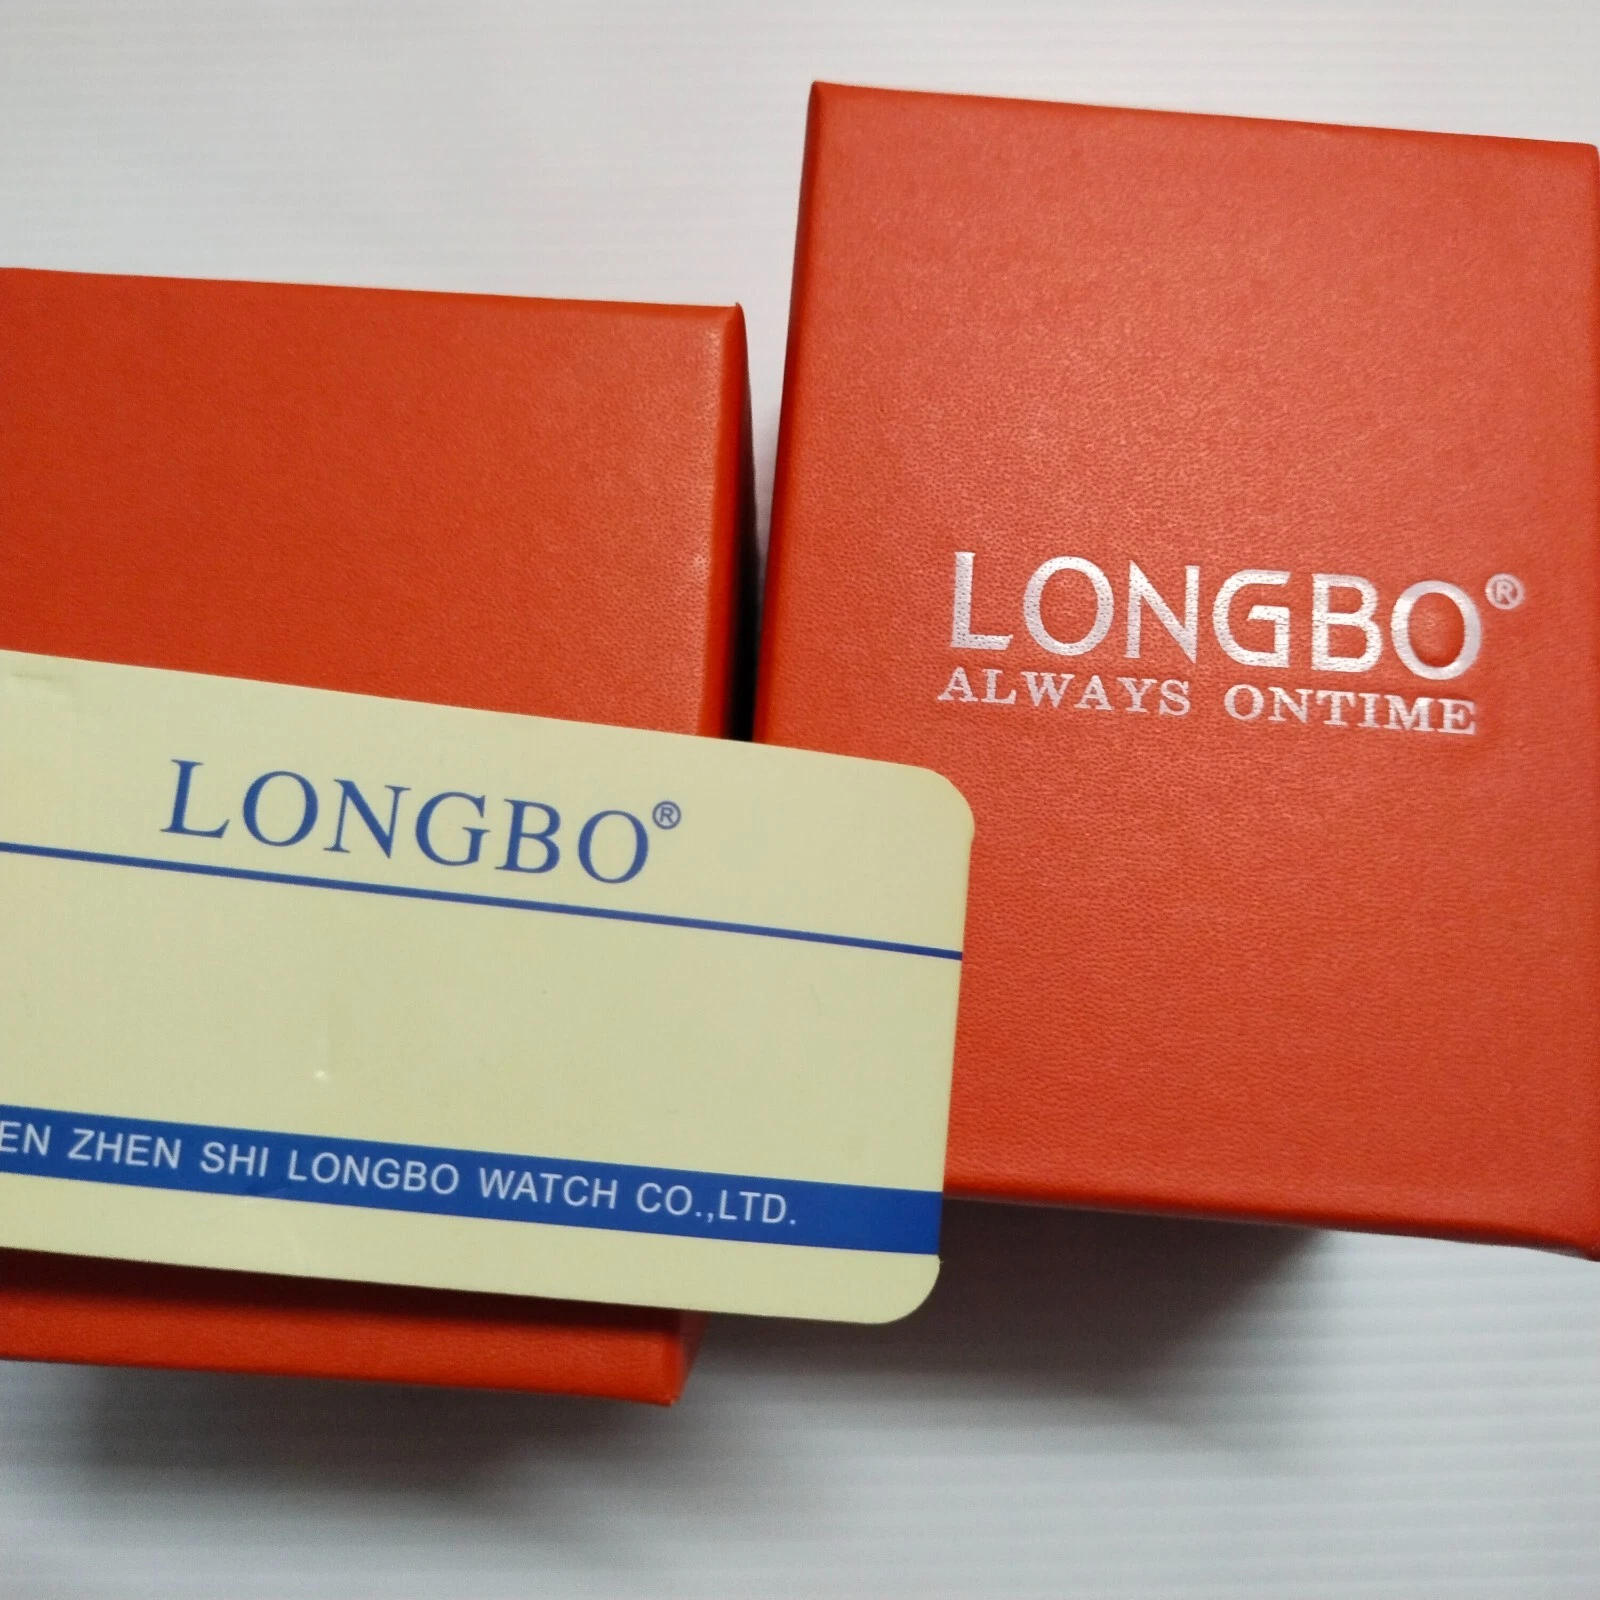 LONGBO®
ALWAYS ONTIME
LONGBO®
ZHEN SHI LONGBO WATCH CO.,LTD.